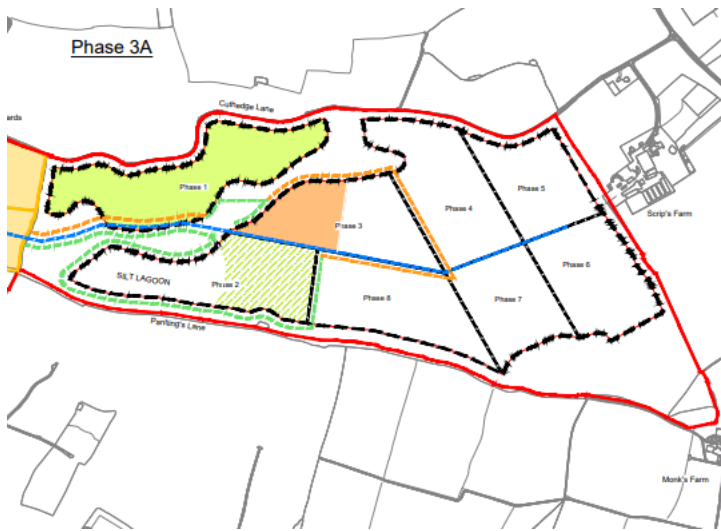 Phase 3A
Cuthedge Lane
ards
Phase 1
Phase 5
Phase 4
Scrip's Farm
Phase 3
Phase 6
SILT LAGOON
Phase 2
Phase 7
Phase 8
Pantling's Lane
Monk's Farm